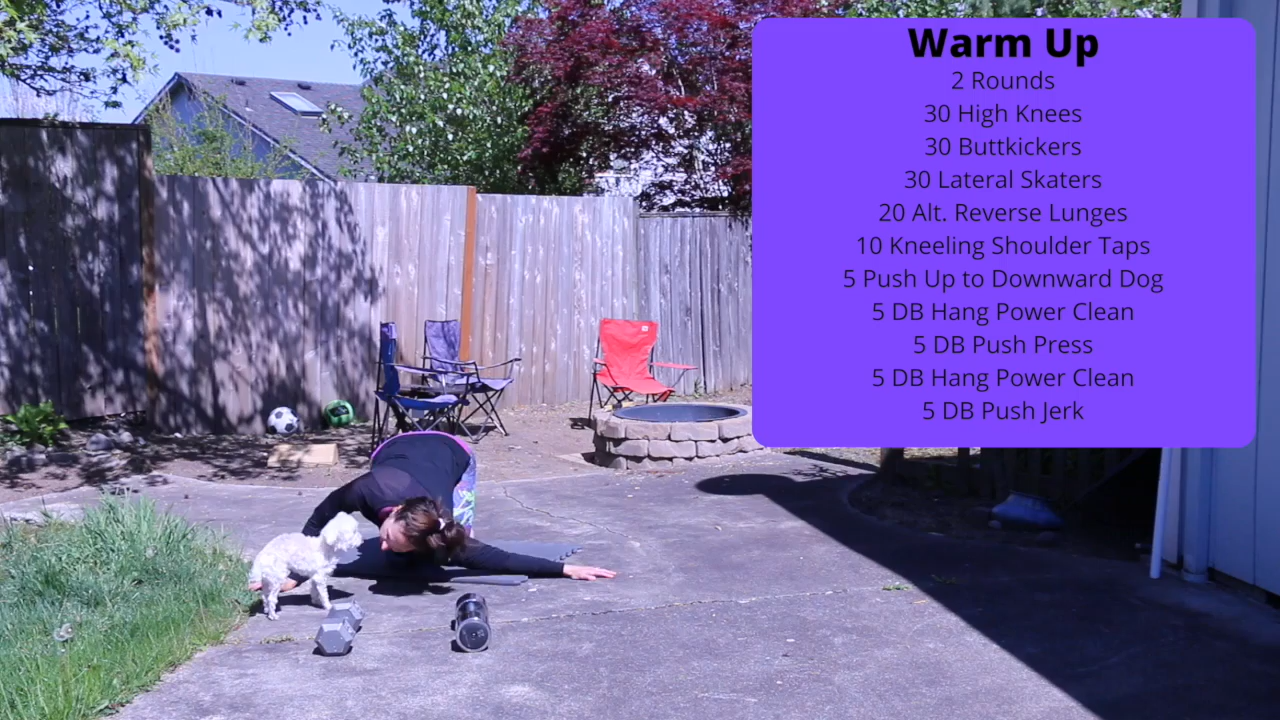 Warm Up
2 Rounds
30 High Knees
30 Buttkickers
30 Lateral Skaters
20 Alt. Reverse Lunges
10 Kneeling Shoulder Taps
5 Push Up to Downward Dog
5 DB Hang Power Clean
5 DB Push Press
5 DB Hang Power Clean
5 DB Push Jerk